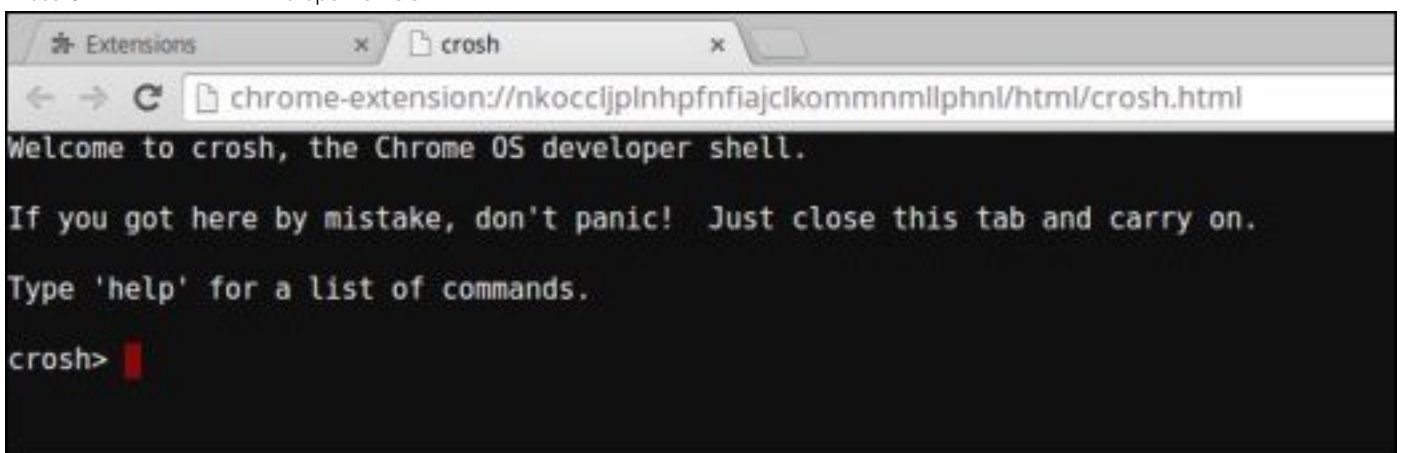 Extensions × crosh ×
chrome-extension://nkoccljplnhpfnfiajclkommnmllphnl/html/crosh.html
Welcome to crosh, the Chrome OS developer shell.
If you got here by mistake, don't panic!  Just close this tab and carry on.
Type 'help' for a list of commands.
crosh>